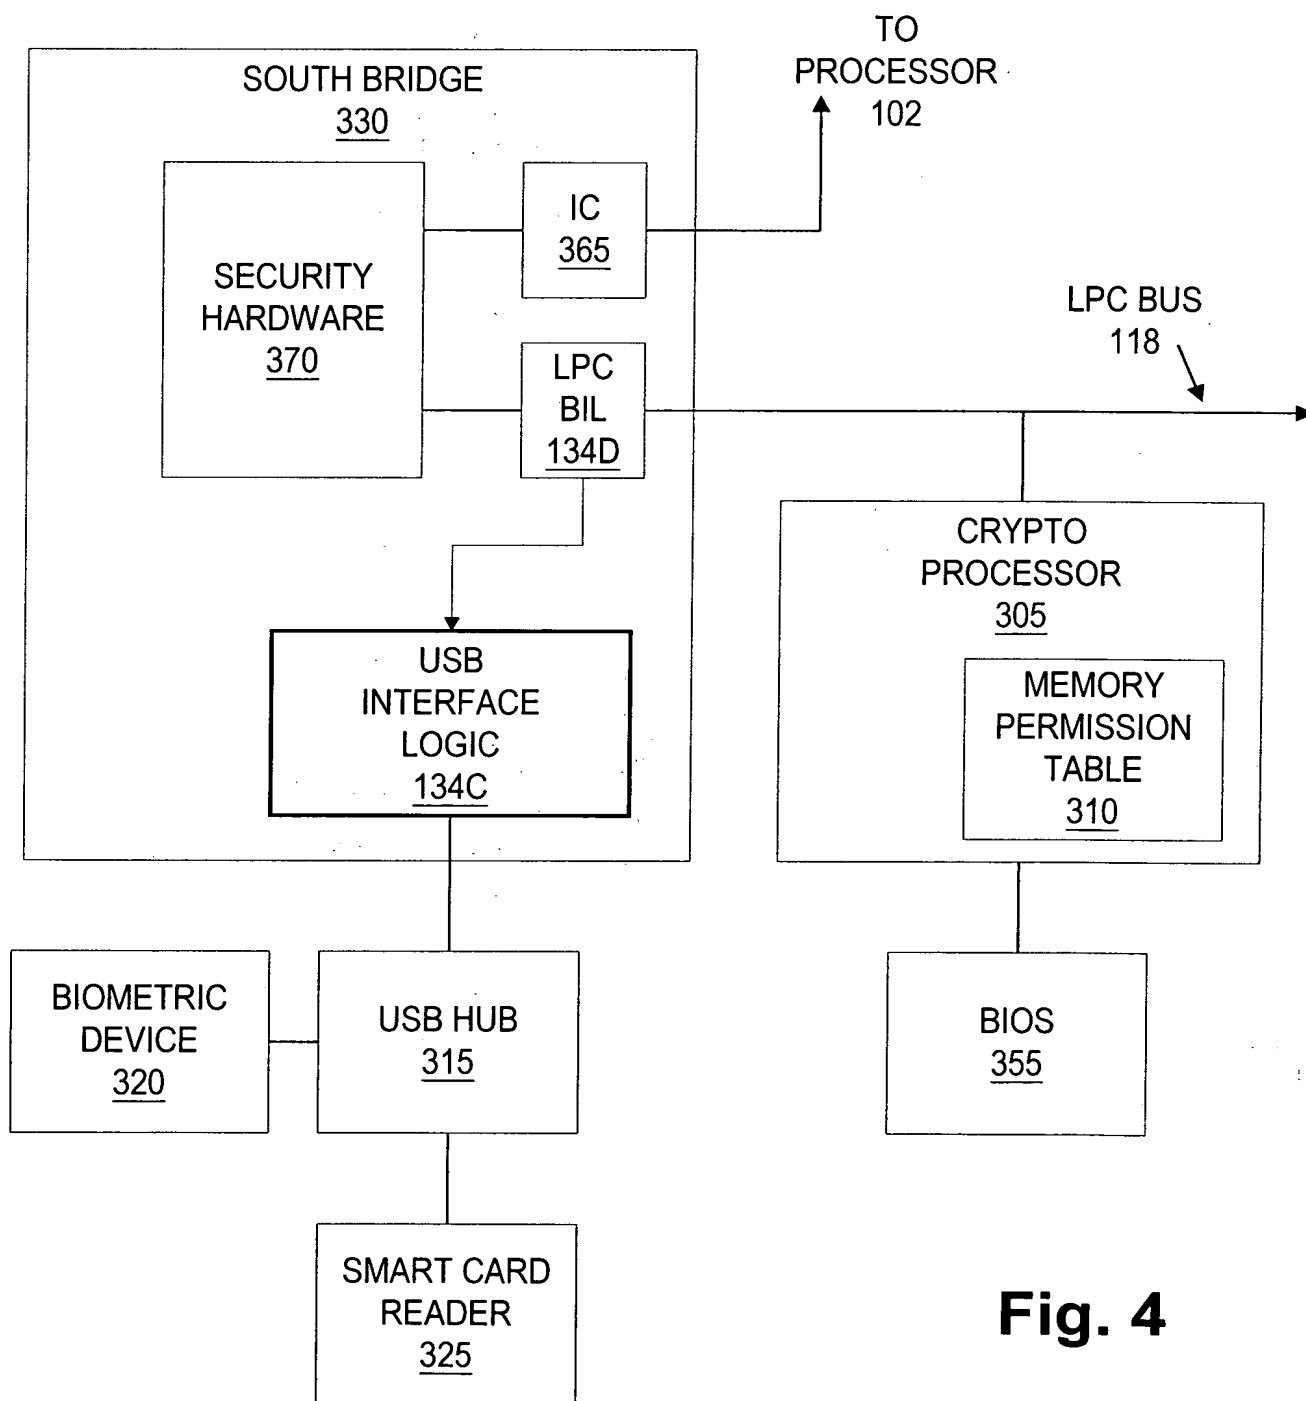 TO
PROCESSOR
102
SOUTH BRIDGE
330
IC
365
SECURITY
HARDWARE
370
LPC BUS
118
LPC
BIL
134D
CRYPTO
PROCESSOR
305
USB
INTERFACE
LOGIC
134C
MEMORY
PERMISSION
TABLE
310
BIOMETRIC
DEVICE
320
USB HUB
315
BIOS
355
SMART CARD
READER
325
Fig. 4